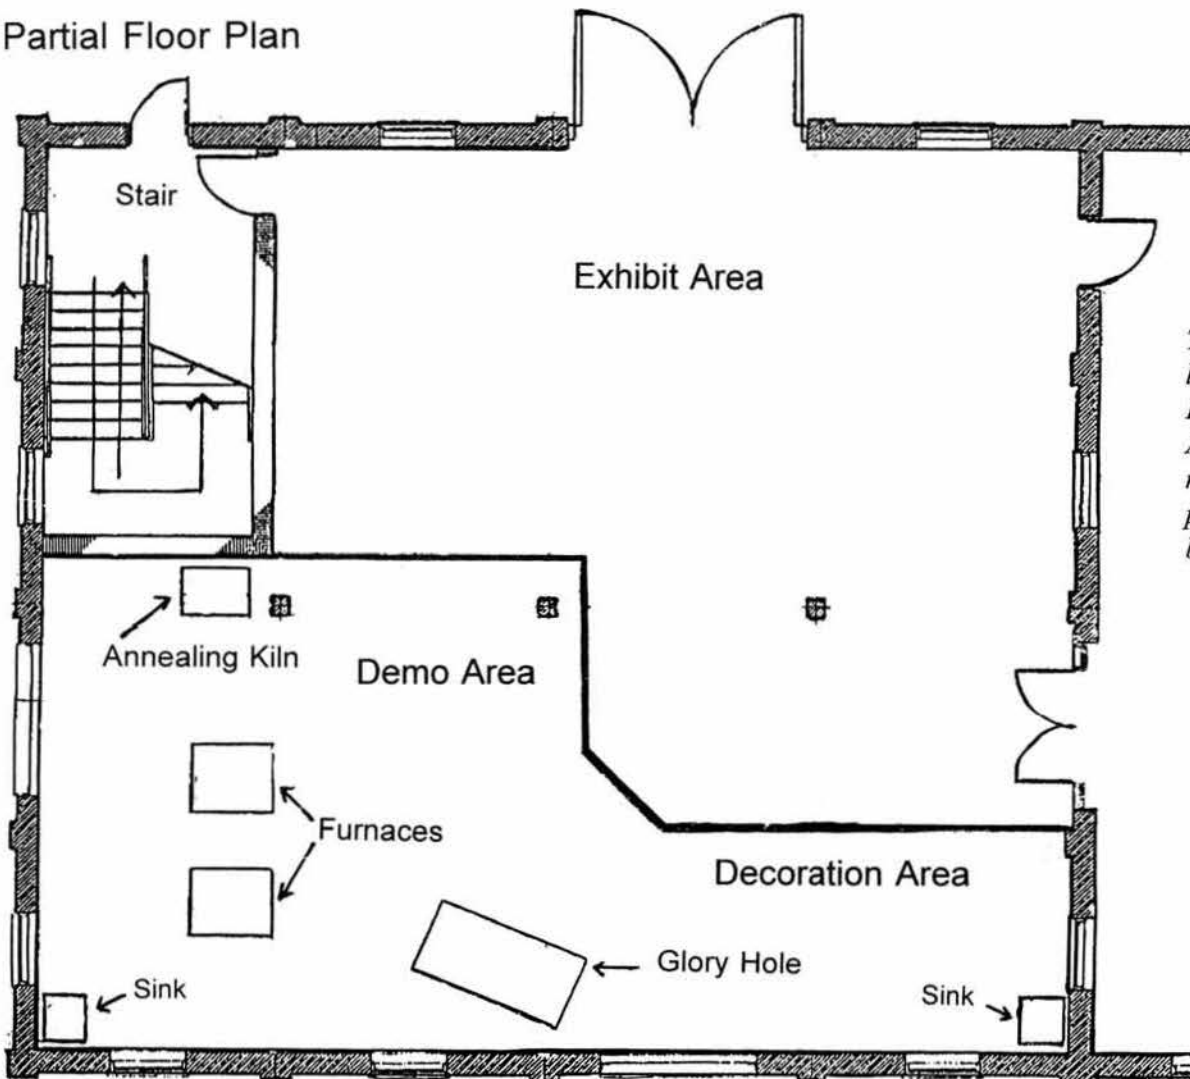 Partial Floor Plan
Stair
Exhibit Area
Annealing Kiln
Demo Area
Furnaces
Decoration Area
Glory Hole
Sink
Sink